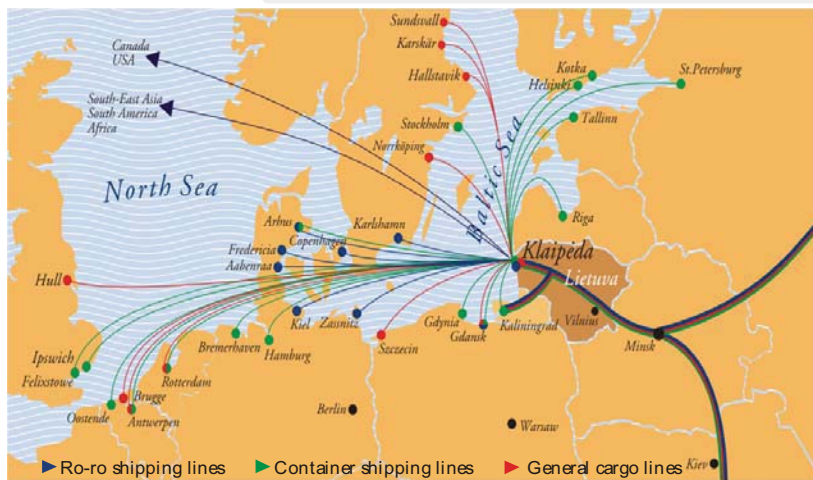 Sundsvall
Canada
USA
Karskär
Kotka
St.Petersburg
Hallstavik
Helsinki
South-East Asia
South America
Africa
Stockholm
Tallinn
Norrköping
Baltic Sea
North Sea
Arhus
Karlshamn
Riga
Fredericia
Copenhagen
Klaipėda
Aabenraa
Hull
Lietuva
Kiel
Zassnitz
Gdynia
Kaliningrad
Vilnius
Gdansk
Bremerhaven
Szczecin
Minsk
Hamburg
Ipswich
Felixstowe
Rotterdam
Brugge
Oostende
Berlin
Antwerpen
Warsaw
Kiev
Ro-ro shipping lines
Container shipping lines
General cargo lines